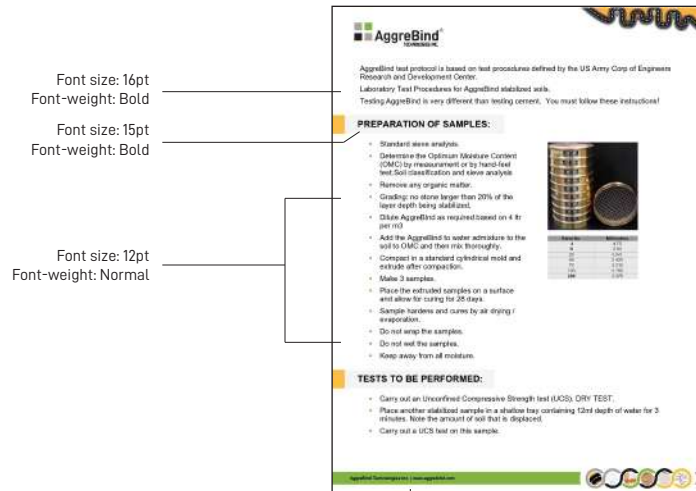 AggreBind®
TECHNOLOGIES INC.
Font size: 16pt
Font-weight: Bold
Font size: 15pt
Font-weight: Bold
Font size: 12pt
Font-weight: Normal
AggreBind test protocol is based on test procedures defined by the US Army Corp of Engineers
Research and Development Center.
Laboratory Test Procedures for AggreBind stabilized soils.
Testing AggreBind is very different than testing cement. You must follow these instructions!
PREPARATION OF SAMPLES:
• Standard sieve analysis.
• Determine the Optimum Moisture Content
(OMC) by measurement or by hand-feel
test.Soil classification and sieve analysis
• Remove any organic matter.
• Grading: no stone larger than 20% of the
layer depth being stabilized.
• Dilute AggreBind as required based on 4 ltr
per m3
• Add the AggreBind to water admixture to the
soil to OMC and then mix thoroughly.
• Compact in a standard cylindrical mold and
extrude after compaction.
• Make 3 samples.
• Place the extruded samples on a surface
and allow for curing for 28 days.
• Sample hardens and cures by air drying /
evaporation.
• Do not wrap the samples.
• Do not wet the samples.
• Keep away from all moisture.
TESTS TO BE PERFORMED:
• Carry out an Unconfined Compressive Strength test (UCS). DRY TEST.
• Place another stabilized sample in a shallow tray containing 12ml depth of water for 3
minutes. Note the amount of soil that is displaced.
• Carry out a UCS test on this sample.
AggreBind Technologies Inc. | www.aggrebind.com